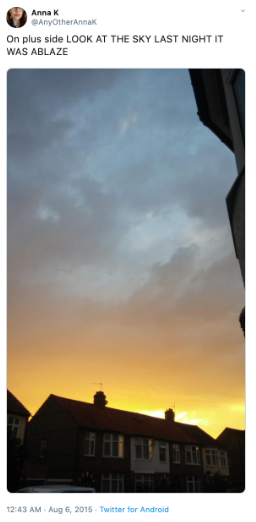 Anna K
@AnyOtherAnnaK
On plus side LOOK AT THE SKY LAST NIGHT IT
WAS ABLAZE
12:43 AM · Aug 6, 2015 · Twitter for Android